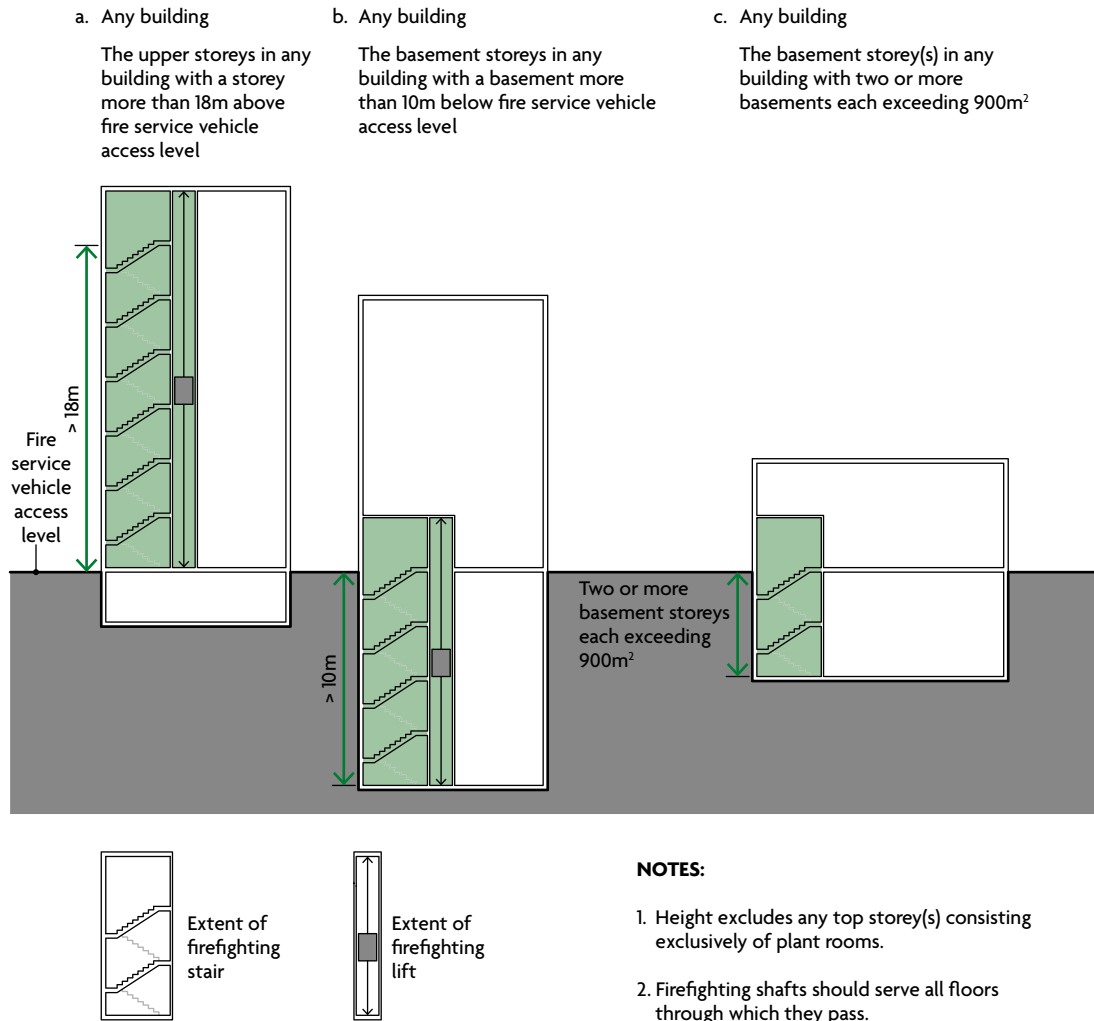 a. Any building
The upper storeys in any
building with a storey
more than 18m above
fire service vehicle
access level
b. Any building
The basement storeys in any
building with a basement more
than 10m below fire service vehicle
access level
c. Any building
The basement storey(s) in any
building with two or more
basements each exceeding 900m²
> 18m
Fire
service
vehicle
access
level
> 10m
Two or more
basement storeys
each exceeding
900m²
Extent of
firefighting
stair
Extent of
firefighting
lift
NOTES:
1. Height excludes any top storey(s) consisting
exclusively of plant rooms.
2. Firefighting shafts should serve all floors
through which they pass.